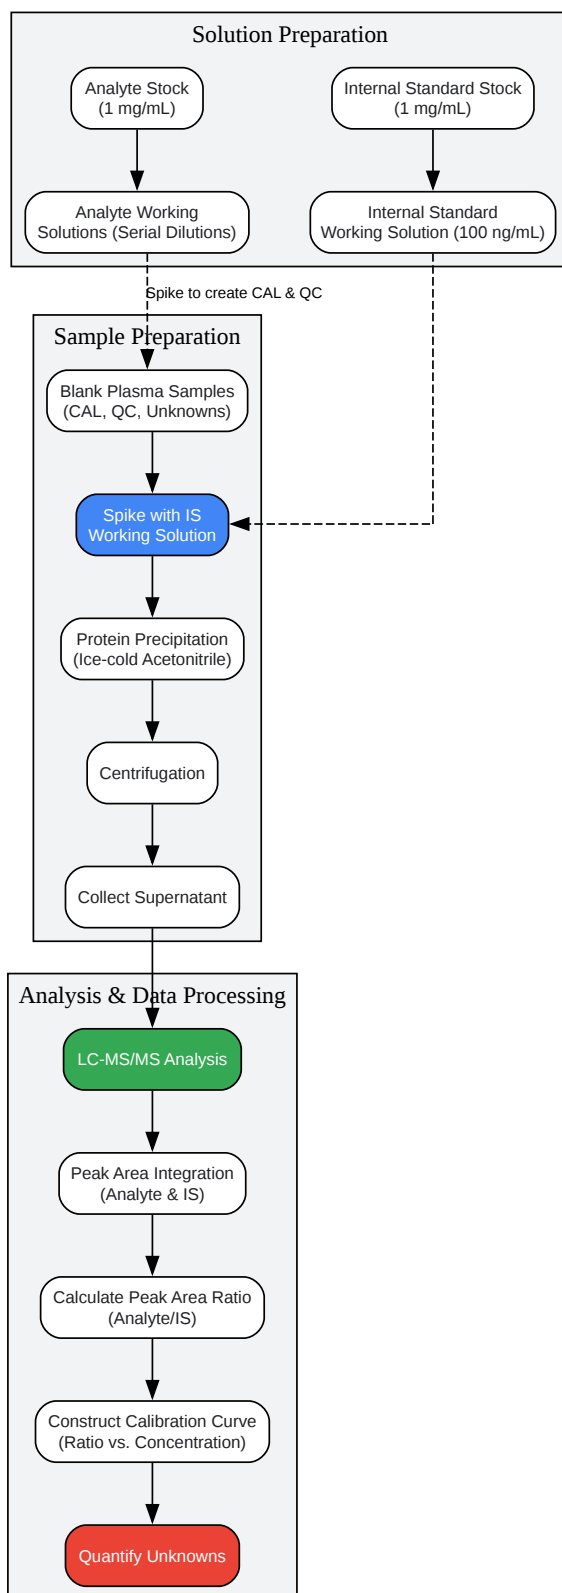 Solution Preparation
Analyte Stock
(1 mg/mL)
Internal Standard Stock
(1 mg/mL)
Analyte Working
Solutions (Serial Dilutions)
Internal Standard
Working Solution (100 ng/mL)
Spike to create CAL & QC
Sample Preparation
Blank Plasma Samples
(CAL, QC, Unknowns)
Spike with IS
Working Solution
Protein Precipitation
(Ice-cold Acetonitrile)
Centrifugation
Collect Supernatant
Analysis & Data Processing
LC-MS/MS Analysis
Peak Area Integration
(Analyte & IS)
Calculate Peak Area Ratio
(Analyte/IS)
Construct Calibration Curve
(Ratio vs. Concentration)
Quantify Unknowns